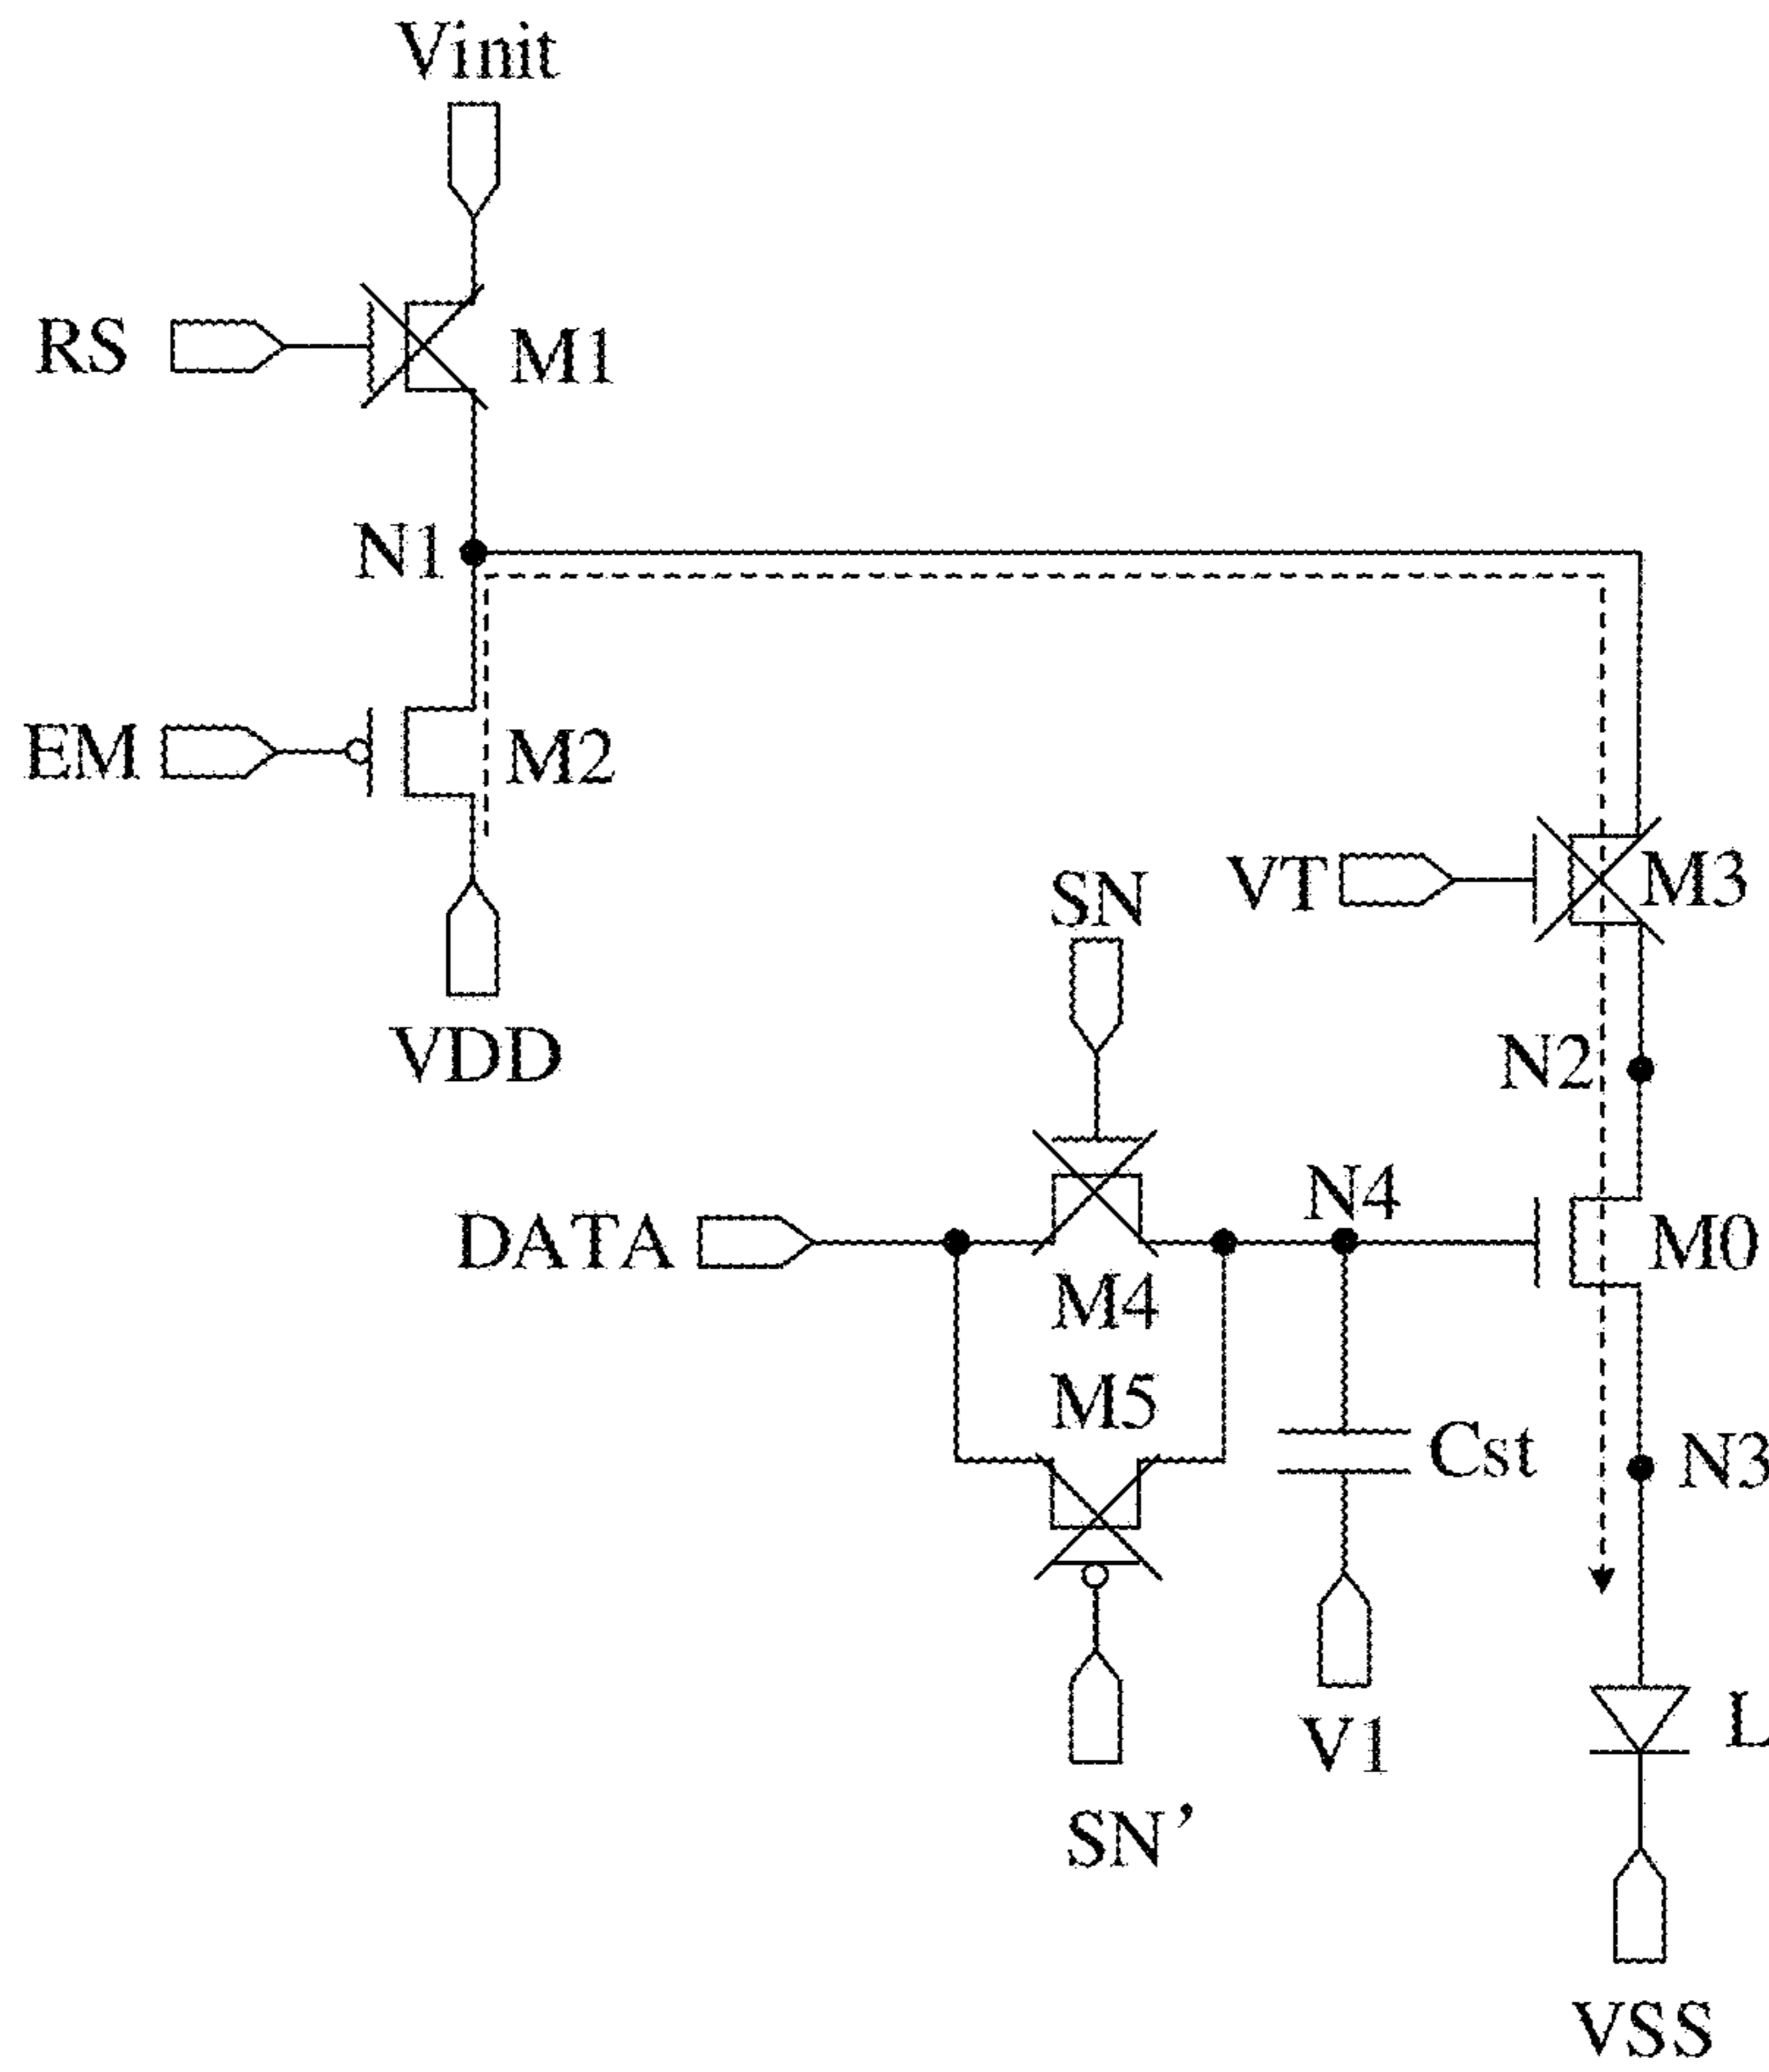 Vinit
RS
M1
N1
EM
M2
VDD
SN
VT
M3
N2
DATA
N4
M0
M4
M5
Cst
N3
V1
L
SN’
VSS